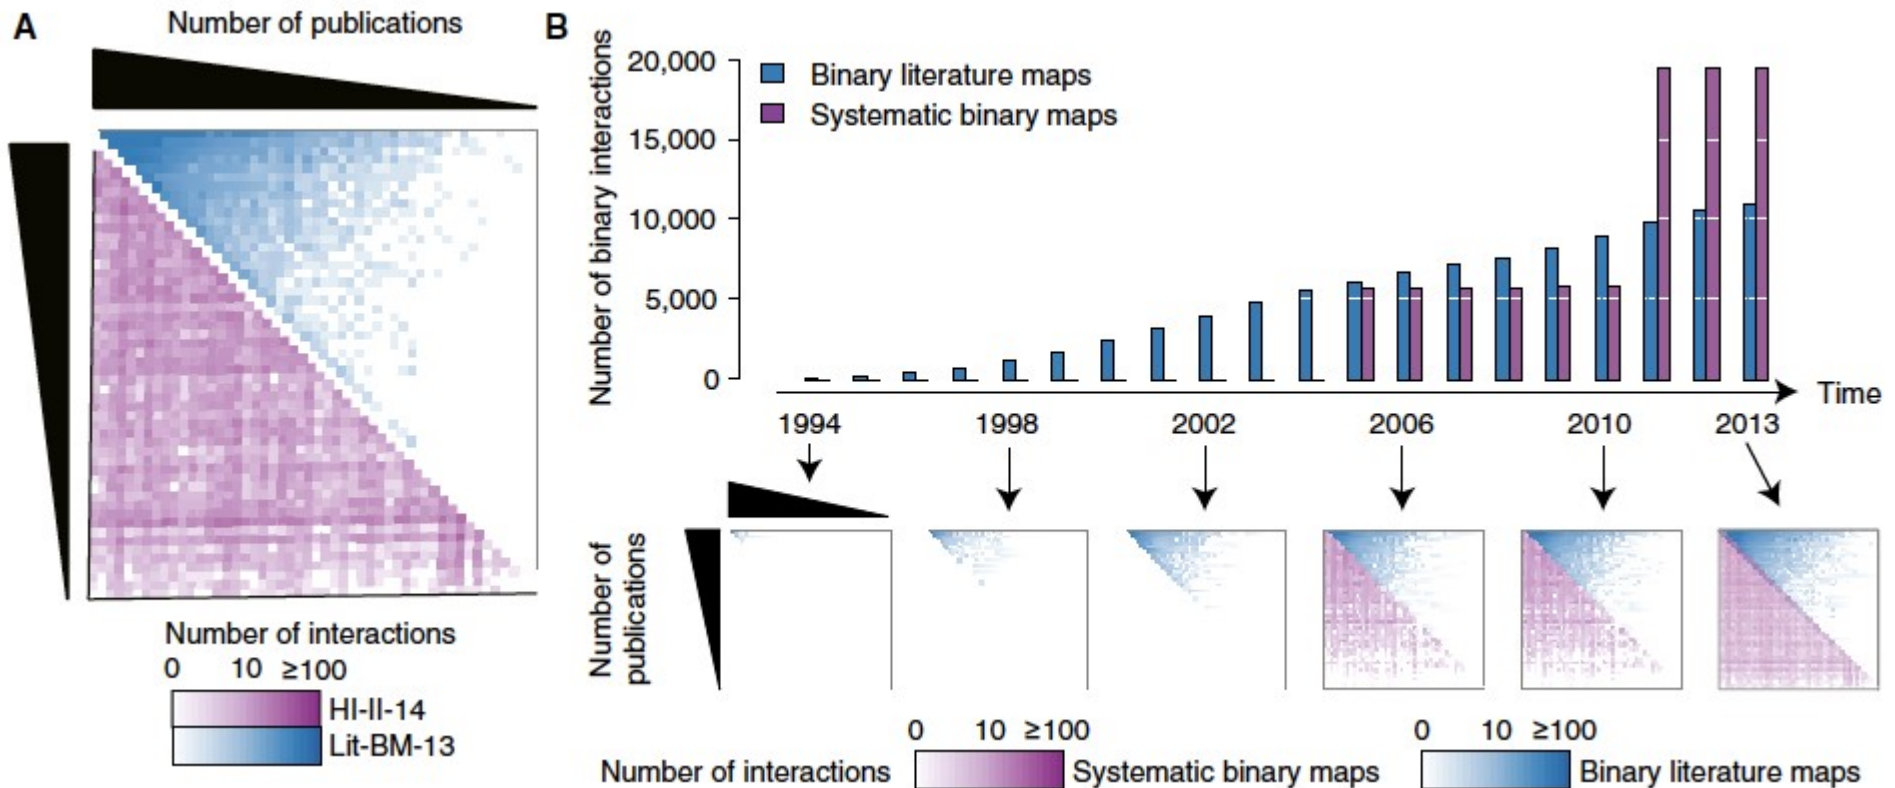 A
Number of publications
Number of interactions
0 10 ≥100
HI-II-14
Lit-BM-13
B
Number of binary interactions
20,000
15,000
10,000
5,000
0
Binary literature maps
Systematic binary maps
Time
1994 1998 2002 2006 2010 2013
Number of
publications
Number of interactions
0 10 ≥100
Systematic binary maps
0 10 ≥100
Binary literature maps